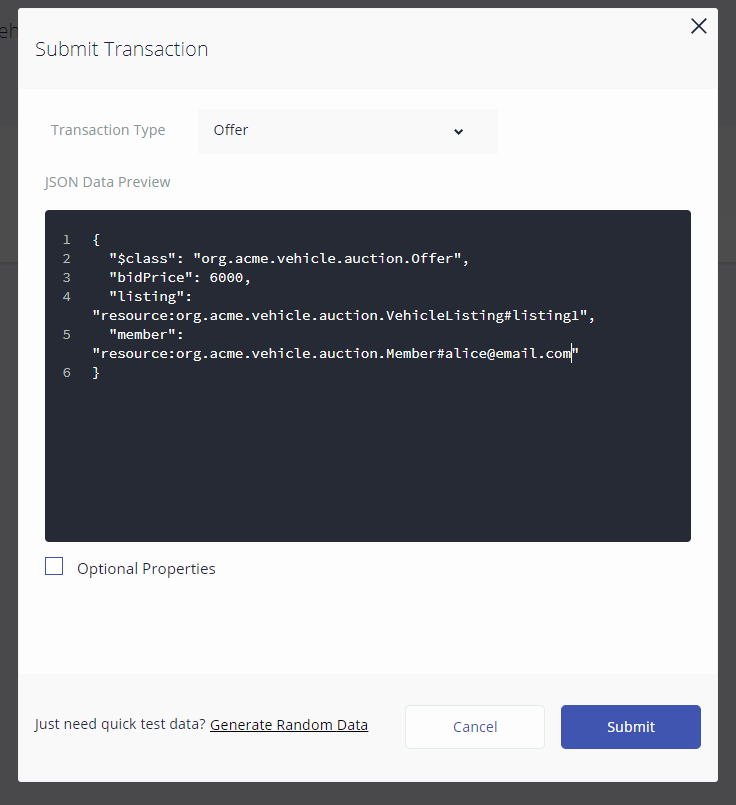 eh
Submit Transaction
Transaction Type Offer
JSON Data Preview
1 {
2 "$class": "org.acme.vehicle.auction.Offer",
3 "bidPrice": 6000,
4 "listing":
"resource:org.acme.vehicle.auction.VehicleListing#listing1",
5 "member":
"resource:org.acme.vehicle.auction.Member#alice@email.com"
6 }
Optional Properties
Just need quick test data? Generate Random Data Cancel Submit